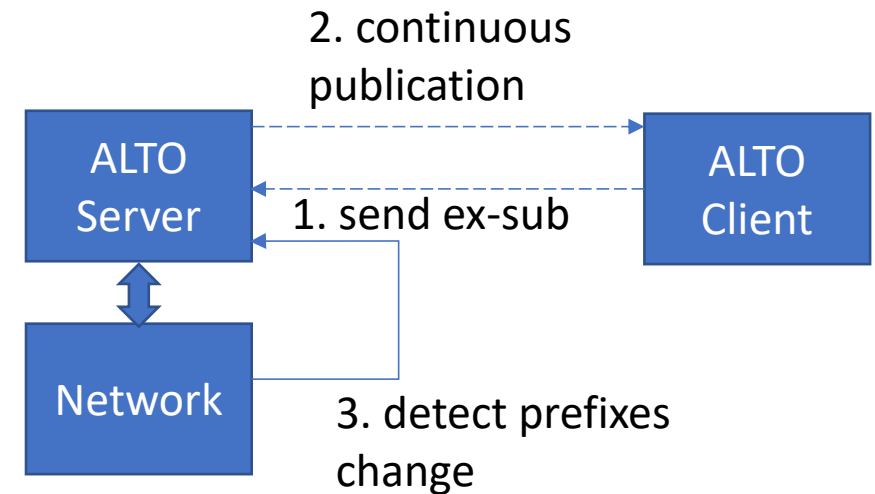 2. continuous
publication
ALTO
Server
ALTO
Client
1. send ex-sub
Network
3. detect prefixes
change